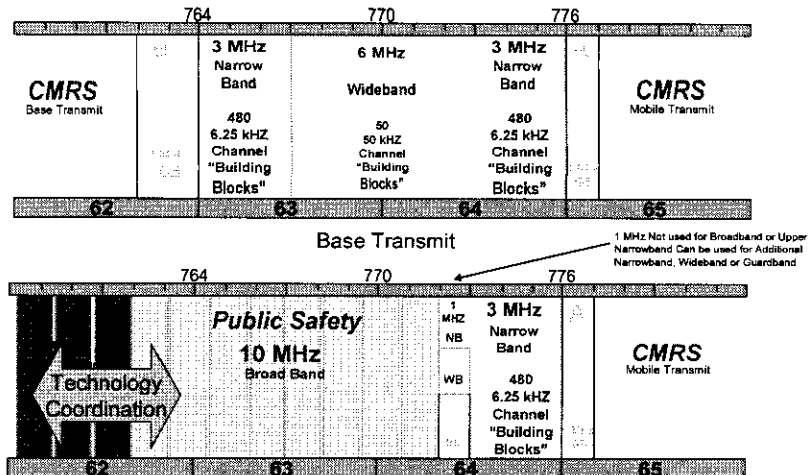 764 770 776
CMRS
Base Transmit
3 MHz
Narrow
Band
480
6.25 kHZ
Channel
"Building
Blocks"
6 MHz
Wideband
50
50 kHZ
Channel
"Building
Blocks"
3 MHz
Narrow
Band
480
6.25 kHZ
Channel
"Building
Blocks"
CMRS
Mobile Transmit
62 63 64 65
Base Transmit
1 MHz Not used for Broadband or Upper
Narrowband Can be used for Additional
Narrowband, Wideband or Guardband
764 770 776
Technology
Coordination
Public Safety
10 MHz
Broad Band
1
MHZ
NB
WB
3 MHz
Narrow
Band
480
6.25 kHZ
Channel
"Building
Blocks"
CMRS
Mobile Transmit
62 63 64 65